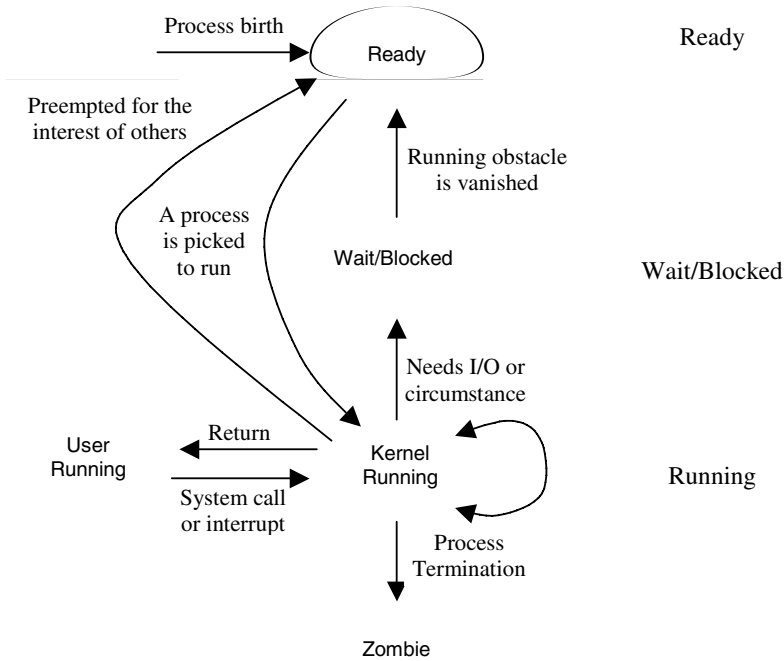 Process birth
Ready
Ready
Preempted for the
interest of others
Running obstacle
is vanished
A process
is picked
to run
Wait/Blocked
Wait/Blocked
Needs I/O or
circumstance
User
Running
Return
System call
or interrupt
Kernel
Running
Running
Process
Termination
Zombie